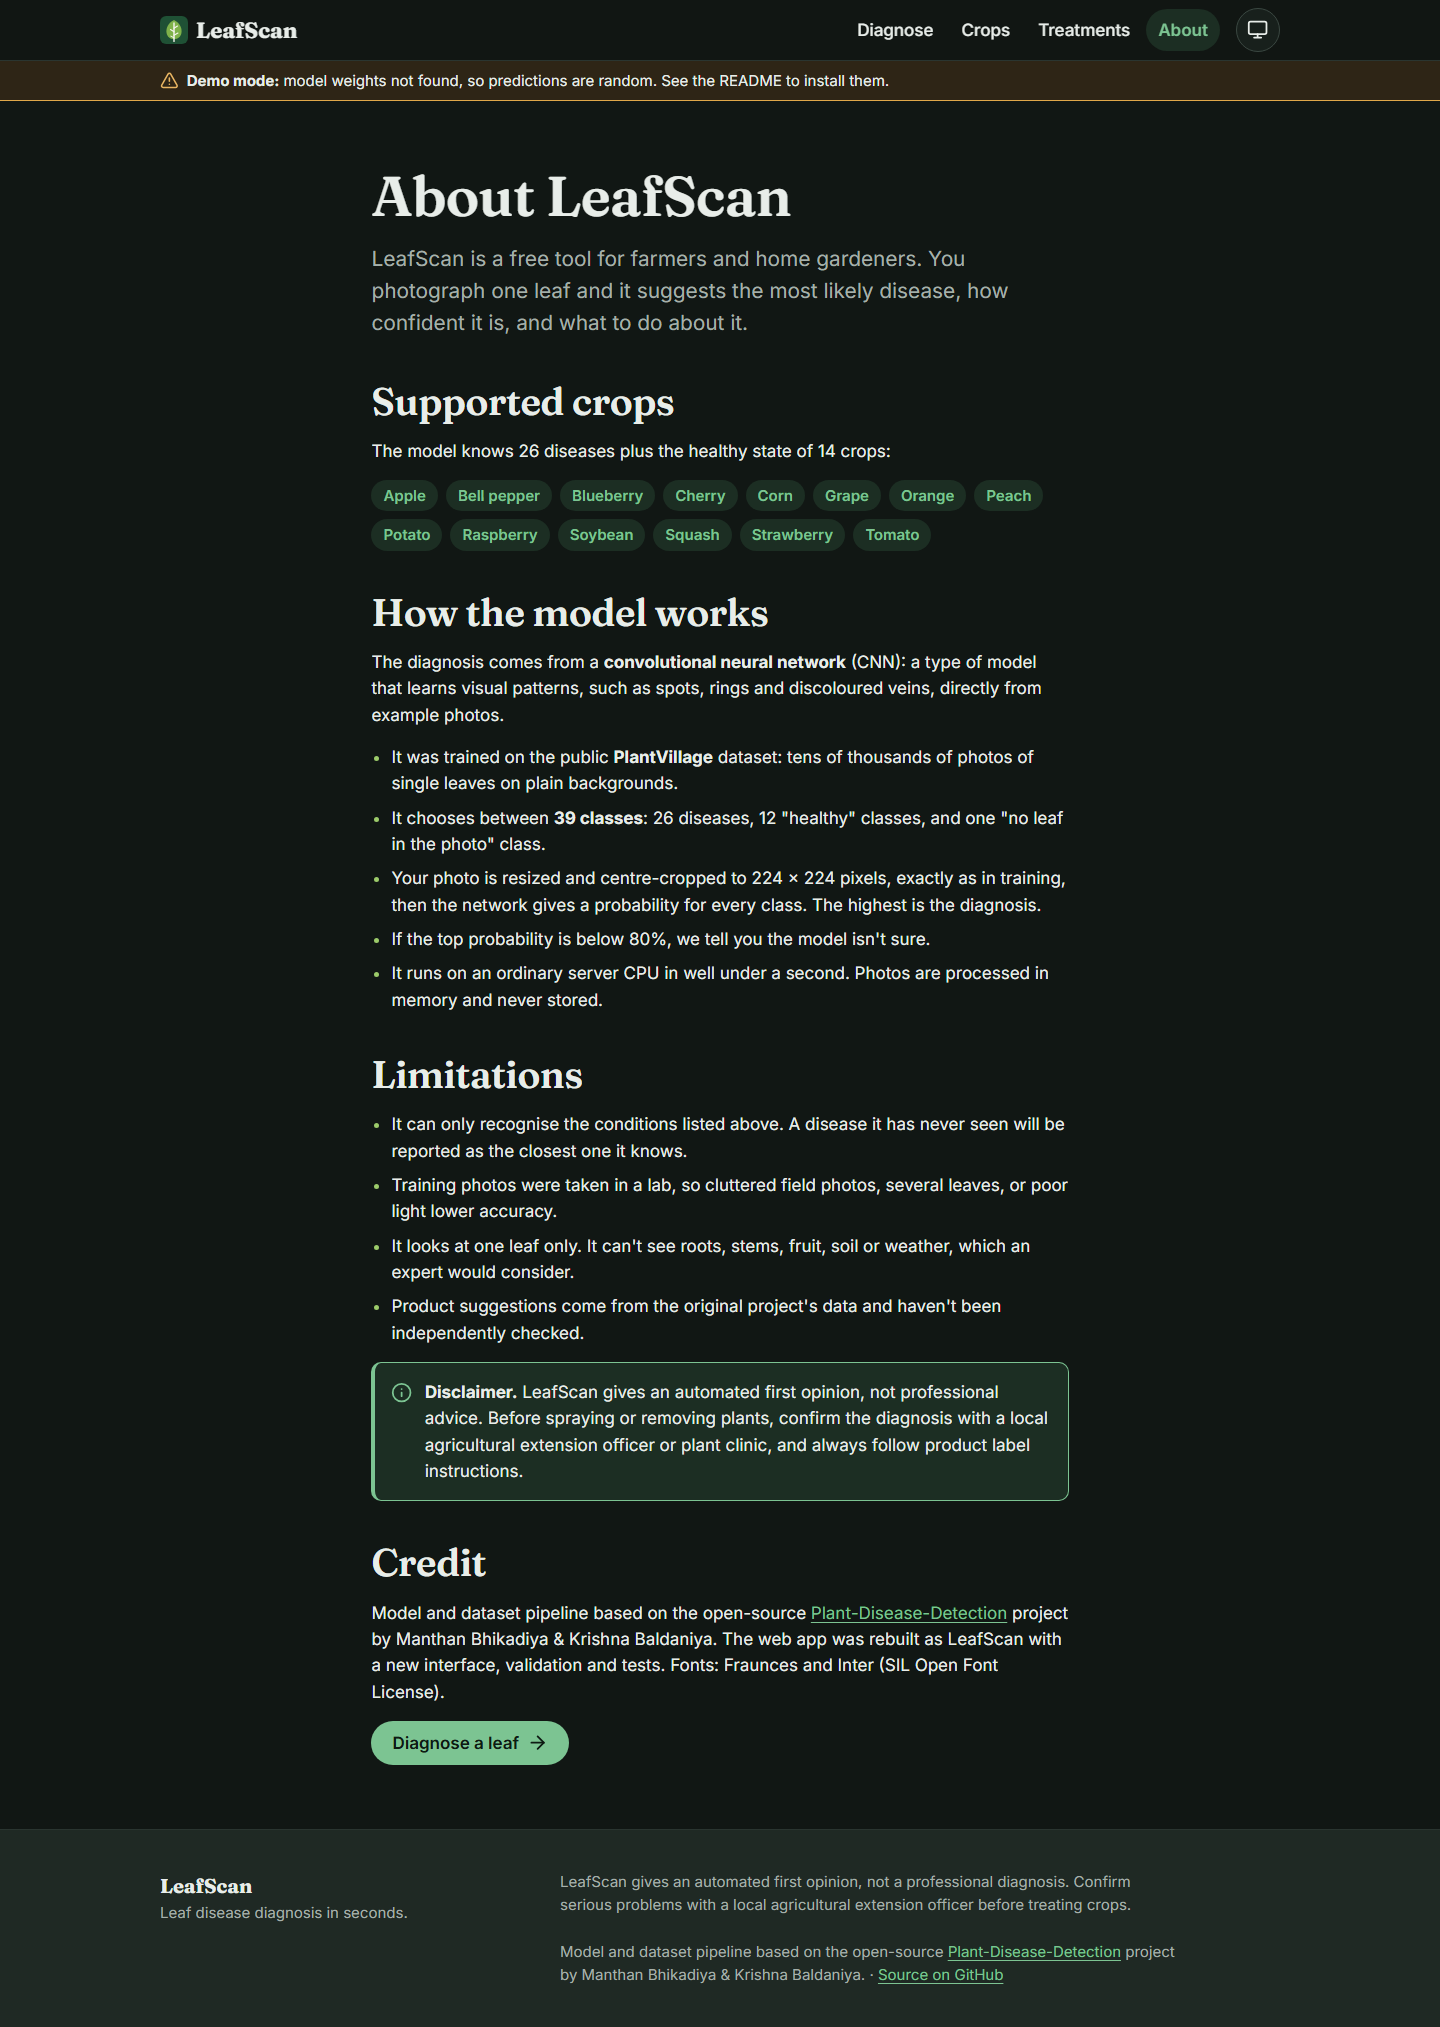 LeafScan
Diagnose Crops Treatments About
Demo mode: model weights not found, so predictions are random. See the README to install them.
About LeafScan
LeafScan is a free tool for farmers and home gardeners. You
photograph one leaf and it suggests the most likely disease, how
confident it is, and what to do about it.
Supported crops
The model knows 26 diseases plus the healthy state of 14 crops:
Apple Bell pepper Blueberry Cherry Corn Grape Orange Peach
Potato Raspberry Soybean Squash Strawberry Tomato
How the model works
The diagnosis comes from a convolutional neural network (CNN): a type of model
that learns visual patterns, such as spots, rings and discoloured veins, directly from
example photos.
• It was trained on the public PlantVillage dataset: tens of thousands of photos of
single leaves on plain backgrounds.
• It chooses between 39 classes: 26 diseases, 12 "healthy" classes, and one "no leaf
in the photo" class.
• Your photo is resized and centre-cropped to 224 × 224 pixels, exactly as in training,
then the network gives a probability for every class. The highest is the diagnosis.
• If the top probability is below 80%, we tell you the model isn't sure.
• It runs on an ordinary server CPU in well under a second. Photos are processed in
memory and never stored.
Limitations
• It can only recognise the conditions listed above. A disease it has never seen will be
reported as the closest one it knows.
• Training photos were taken in a lab, so cluttered field photos, several leaves, or poor
light lower accuracy.
• It looks at one leaf only. It can't see roots, stems, fruit, soil or weather, which an
expert would consider.
• Product suggestions come from the original project's data and haven't been
independently checked.
Disclaimer. LeafScan gives an automated first opinion, not professional
advice. Before spraying or removing plants, confirm the diagnosis with a local
agricultural extension officer or plant clinic, and always follow product label
instructions.
Credit
Model and dataset pipeline based on the open-source Plant-Disease-Detection project
by Manthan Bhikadiya & Krishna Baldaniya. The web app was rebuilt as LeafScan with
a new interface, validation and tests. Fonts: Fraunces and Inter (SIL Open Font
License).
Diagnose a leaf →
LeafScan
Leaf disease diagnosis in seconds.
LeafScan gives an automated first opinion, not a professional diagnosis. Confirm
serious problems with a local agricultural extension officer before treating crops.
Model and dataset pipeline based on the open-source Plant-Disease-Detection project
by Manthan Bhikadiya & Krishna Baldaniya. · Source on GitHub